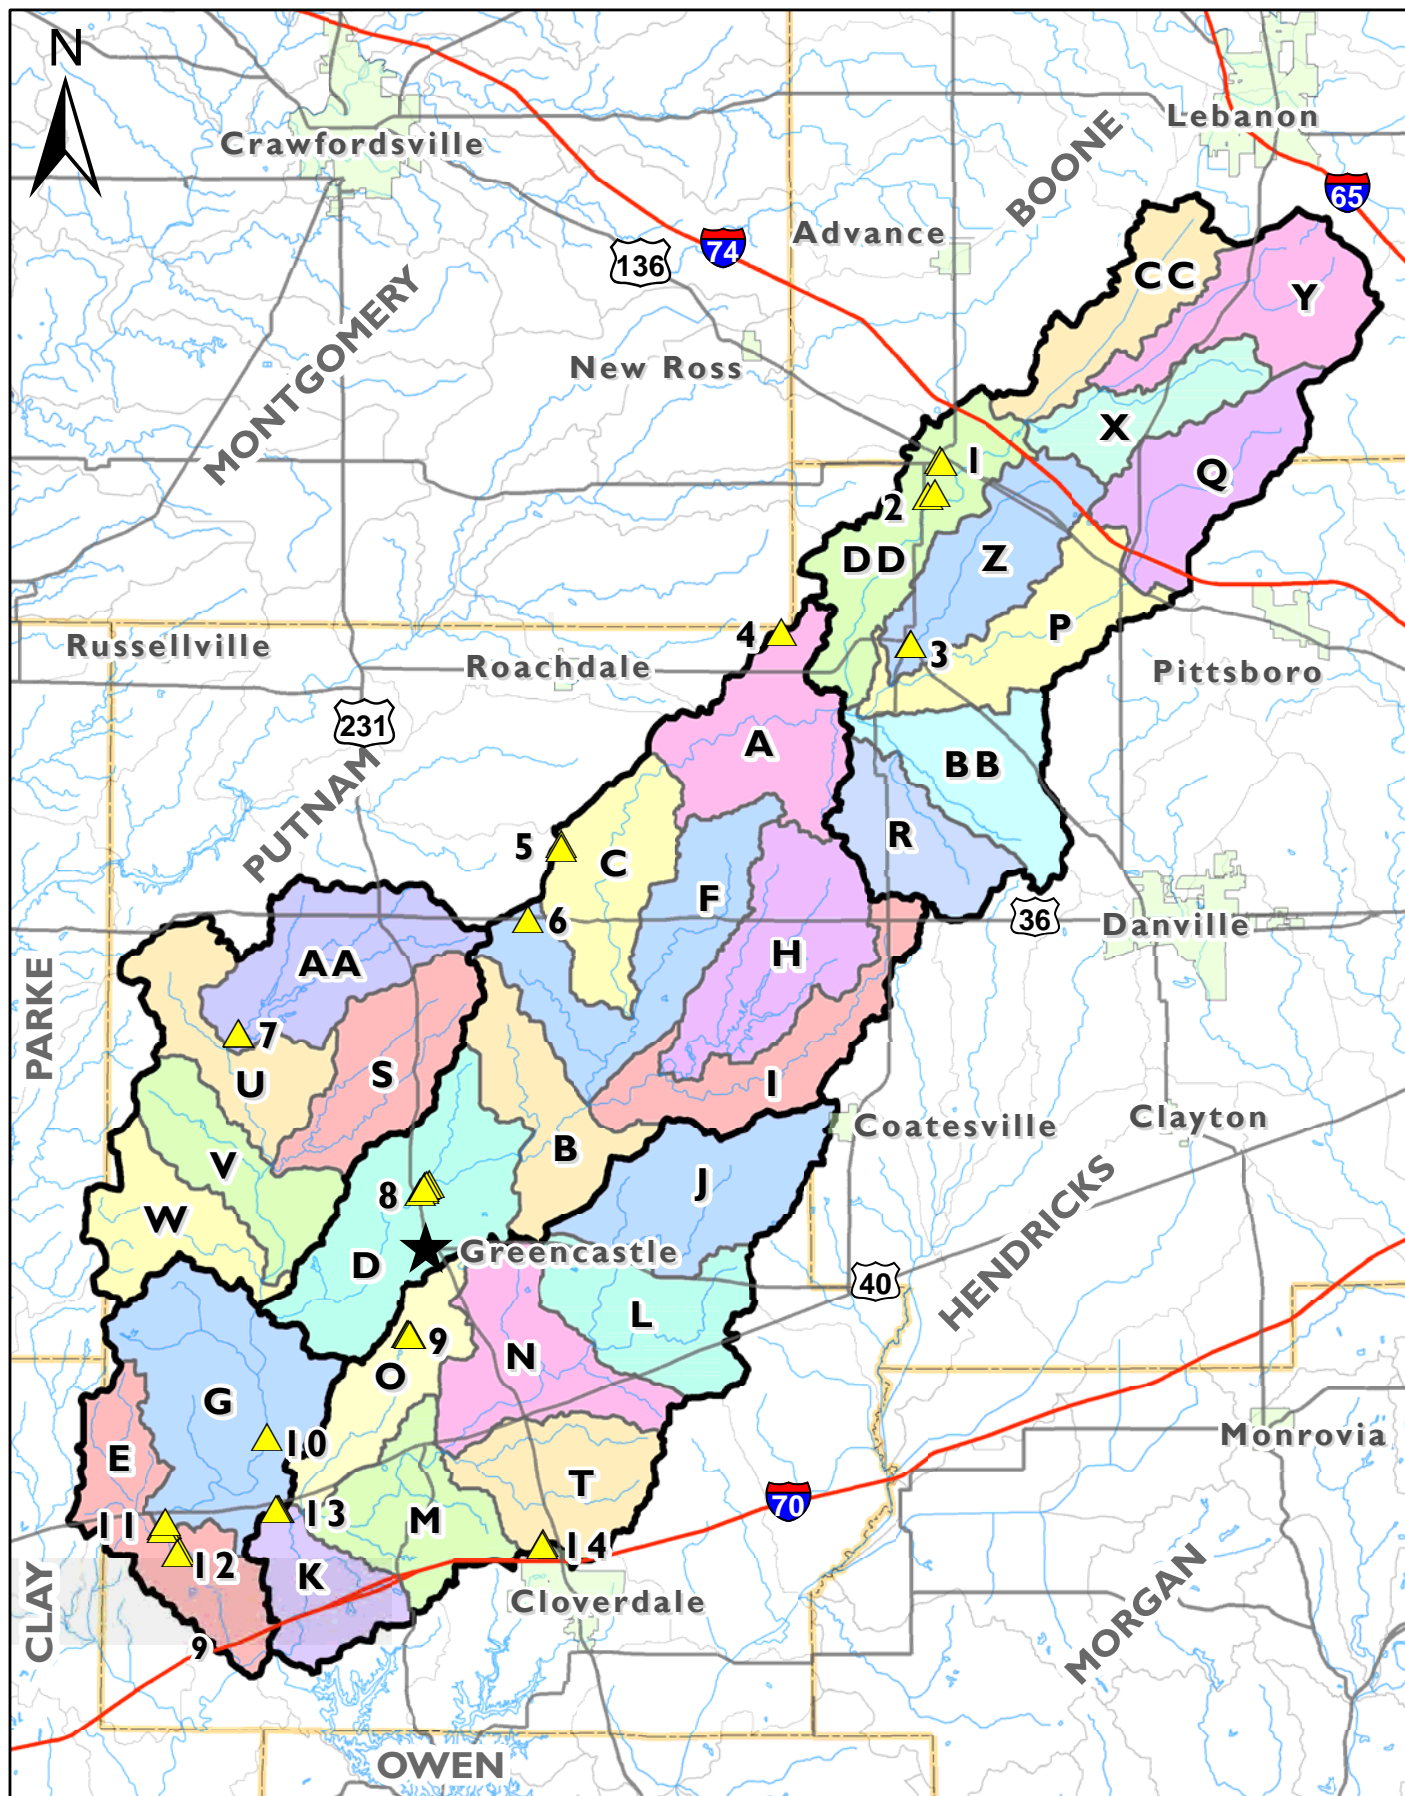 N
Crawfordsville
Lebanon
BOONE
65
Advance
74
136
CC
Y
MONTGOMERY
New Ross
X
1
Q
2
DD
Z
4
P
3
Russellville
Roachdale
Pittsboro
231
A
BB
PUTNAM
R
5
C
F
6
36
Danville
AA
H
PARKE
7
U
S
I
Coatesville
Clayton
B
V
J
8
W
HENDRICKS
D
Greencastle
40
L
9
N
O
G
10
Monrovia
E
T
70
11
13
M
14
12
K
CLAY
Cloverdale
MORGAN
9
OWEN